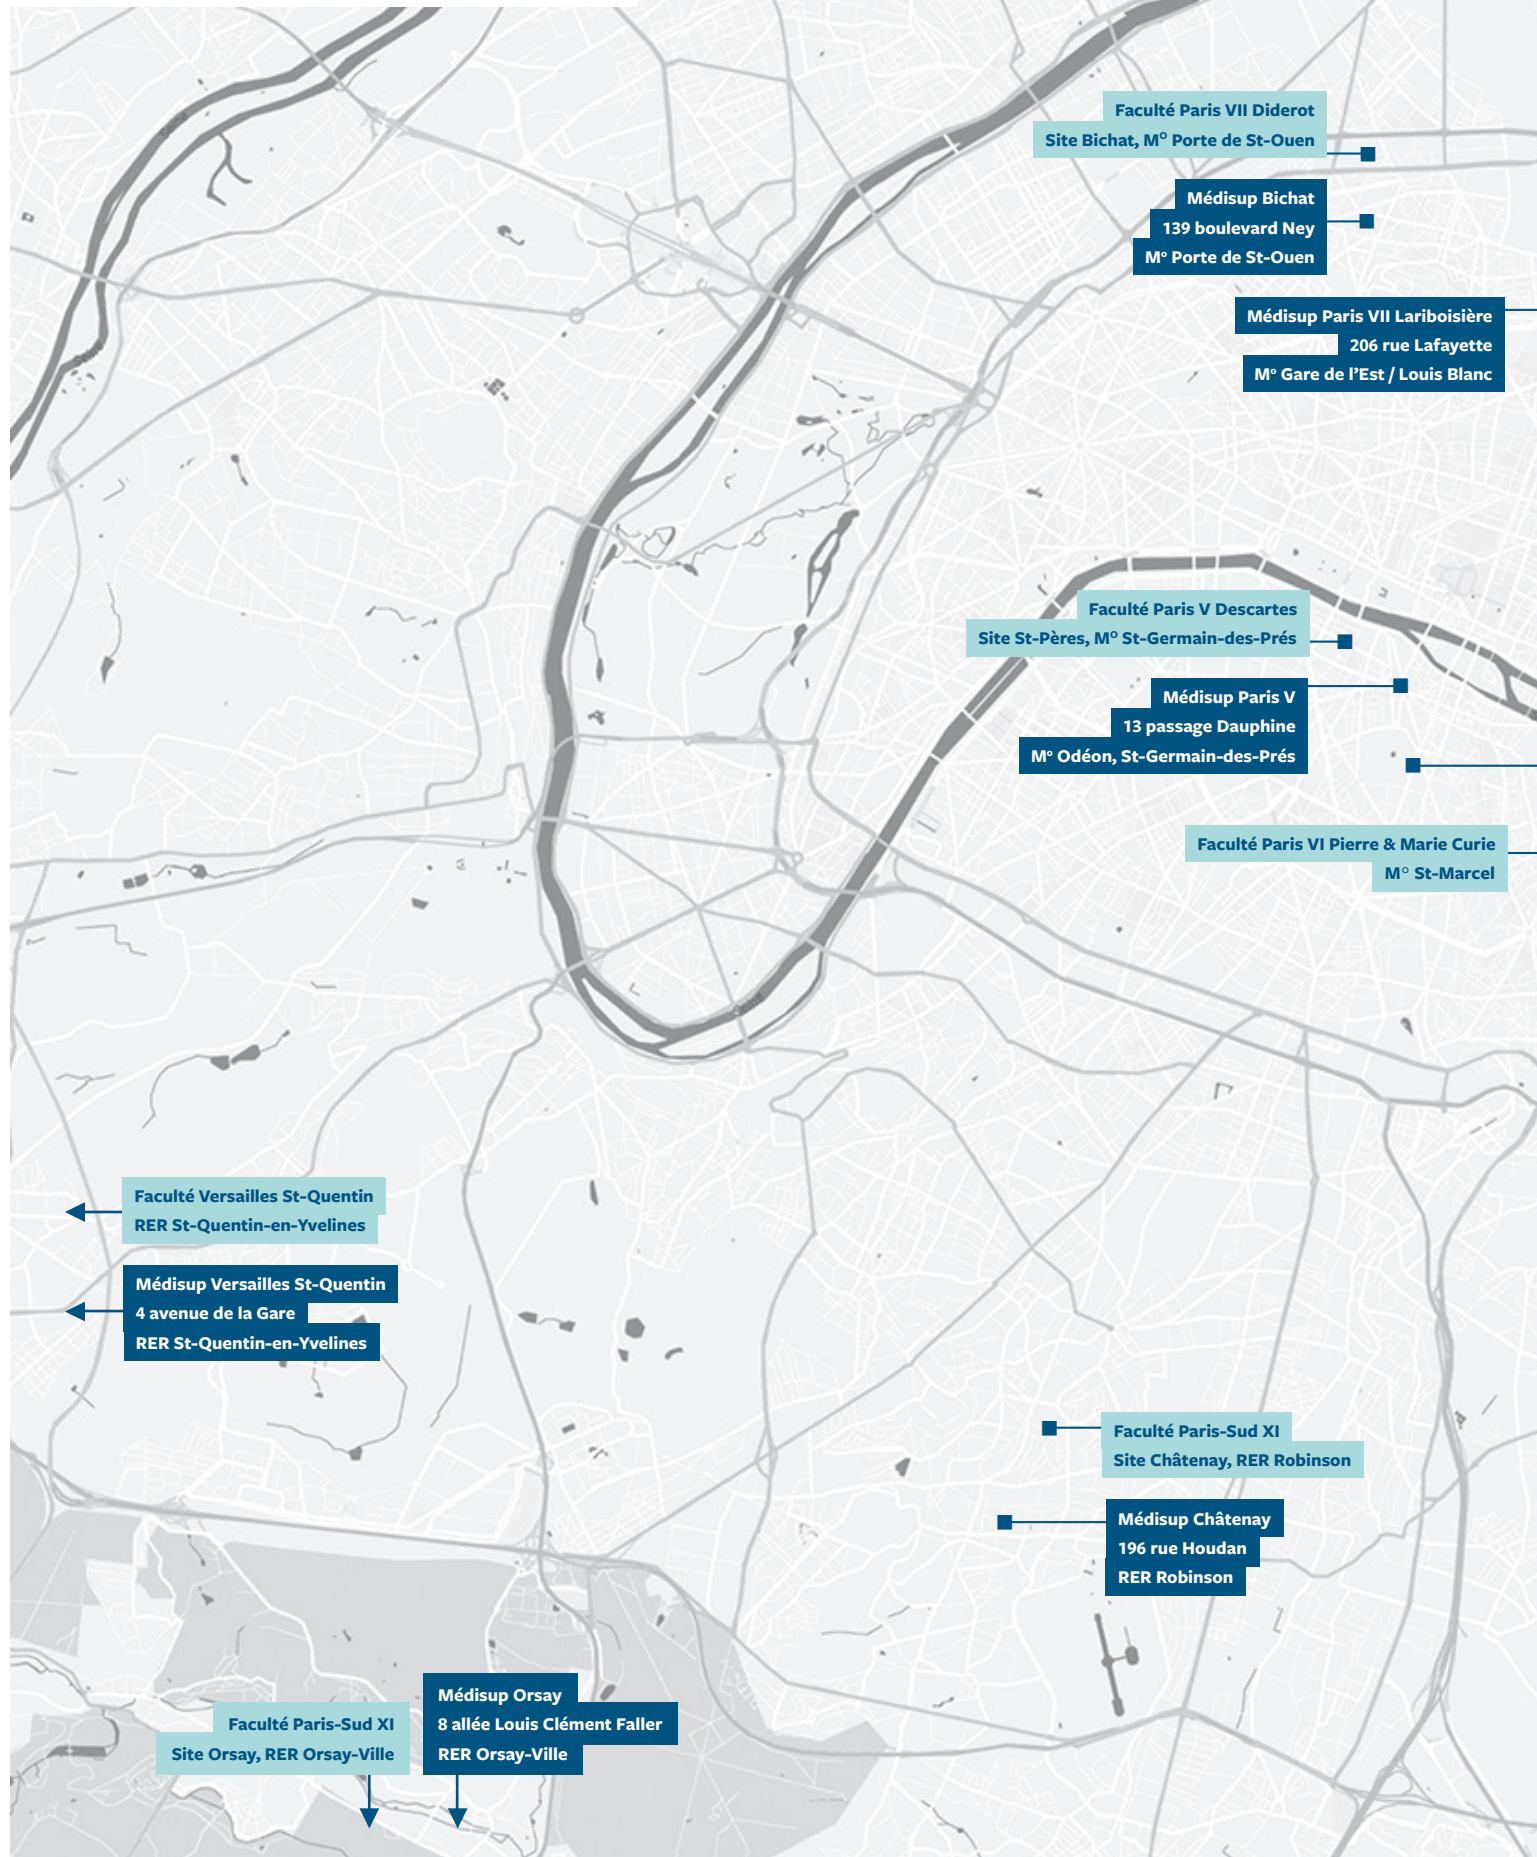 Seine
Faculté Paris VII Diderot
Site Bichat, M° Porte de St-Ouen
Médisup Bichat
139 boulevard Ney
M° Porte de St-Ouen
Médisup Paris VII Lariboisière
206 rue Lafayette
M° Gare de l'Est / Louis Blanc
Seine
Faculté Paris V Descartes
Site St-Pères, M° St-Germain-des-Prés
Médisup Paris V
13 passage Dauphine
M° Odéon, St-Germain-des-Prés
Faculté Paris VI Pierre & Marie Curie
M° St-Marcel
Seine
Faculté Versailles St-Quentin
RER St-Quentin-en-Yvelines
Médisup Versailles St-Quentin
4 avenue de la Gare
RER St-Quentin-en-Yvelines
Faculté Paris-Sud XI
Site Châtenay, RER Robinson
Médisup Châtenay
196 rue Houdan
RER Robinson
Faculté Paris-Sud XI
Site Orsay, RER Orsay-Ville
Médisup Orsay
8 allée Louis Clément Faller
RER Orsay-Ville